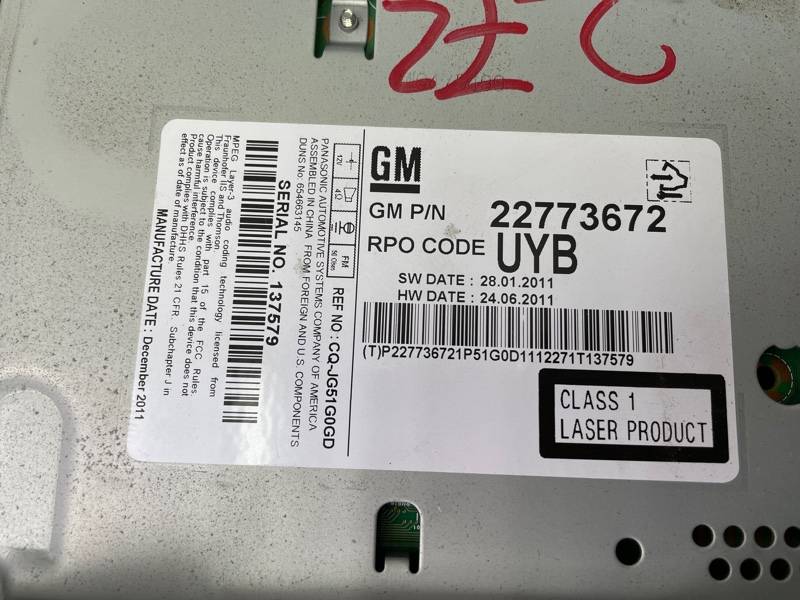 GM
GM P/N 22773672
RPO CODE UYB
SW DATE : 28.01.2011
HW DATE : 24.06.2011
(T)P227736721P51G0D1112271T137579
CLASS 1
LASER PRODUCT
12V
4Ω
FM
REF NO : CQ-JG51G0GD
PANASONIC AUTOMOTIVE SYSTEMS COMPANY OF AMERICA
ASSEMBLED IN CHINA FROM FOREIGN AND U.S. COMPONENTS
DUNS No: 654663145
SERIAL NO. 137579
MPEG Layer-3 audio coding technology licensed from
Fraunhofer IIS and Thomson
This device complies with part 15 of the FCC Rules.
Operation is subject to the condition that this device does not
cause harmful interference.
Product complies with DHHS Rules 21 CFR. Subchapter J in
effect as of date of manufacture.
MANUFACTURE DATE : December 2011